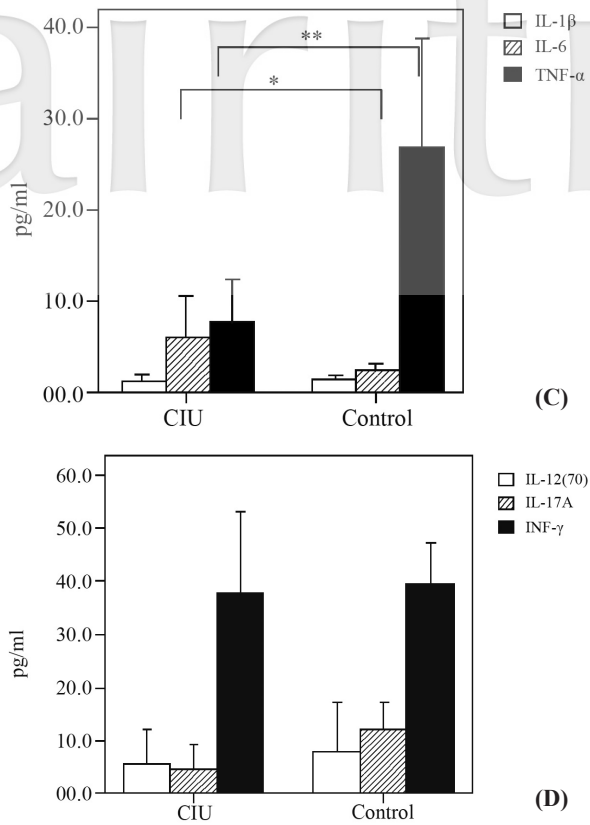 40.0
30.0
20.0
10.0
00.0
pg/ml
**
*
IL-1β
IL-6
TNF-α
CIU
Control
(C)
60.0
50.0
40.0
30.0
20.0
10.0
00.0
pg/ml
IL-12(70)
IL-17A
INF-γ
CIU
Control
(D)